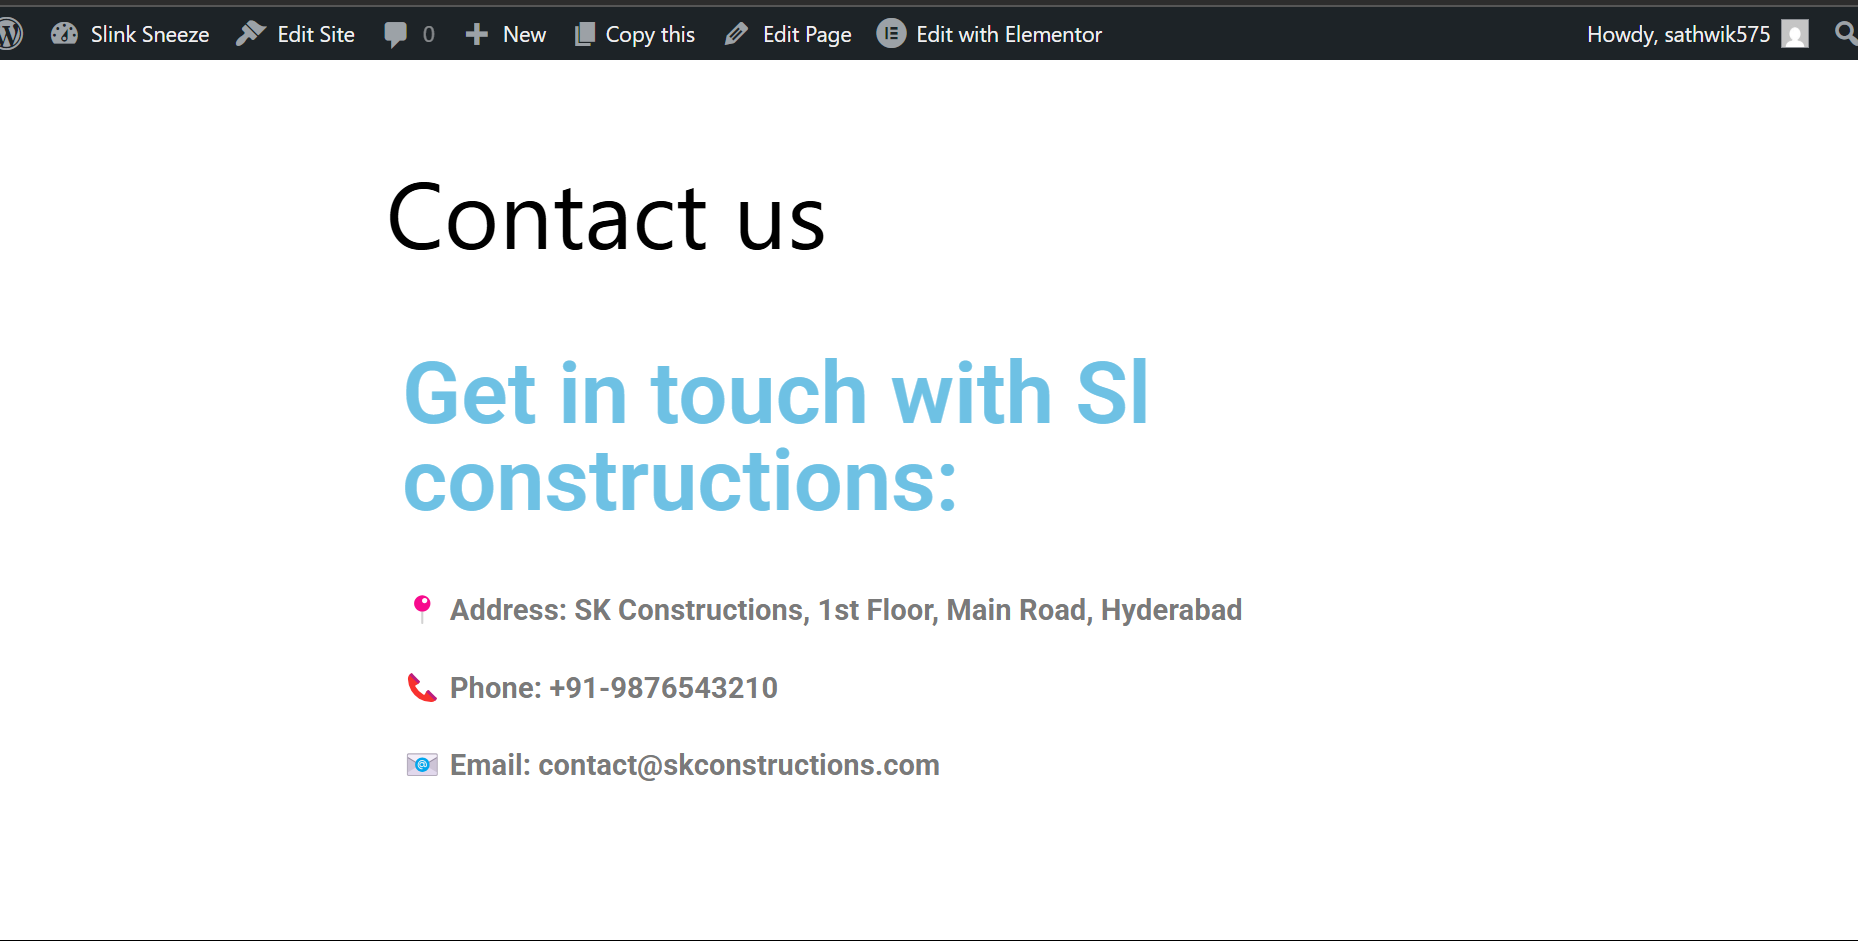 Slink Sneeze Edit Site 0 New Copy this Edit Page Edit with Elementor Howdy, sathwik575
Contact us
Get in touch with Sl
constructions:
📍 Address: SK Constructions, 1st Floor, Main Road, Hyderabad
📞 Phone: +91-9876543210
📧 Email: contact@skconstructions.com